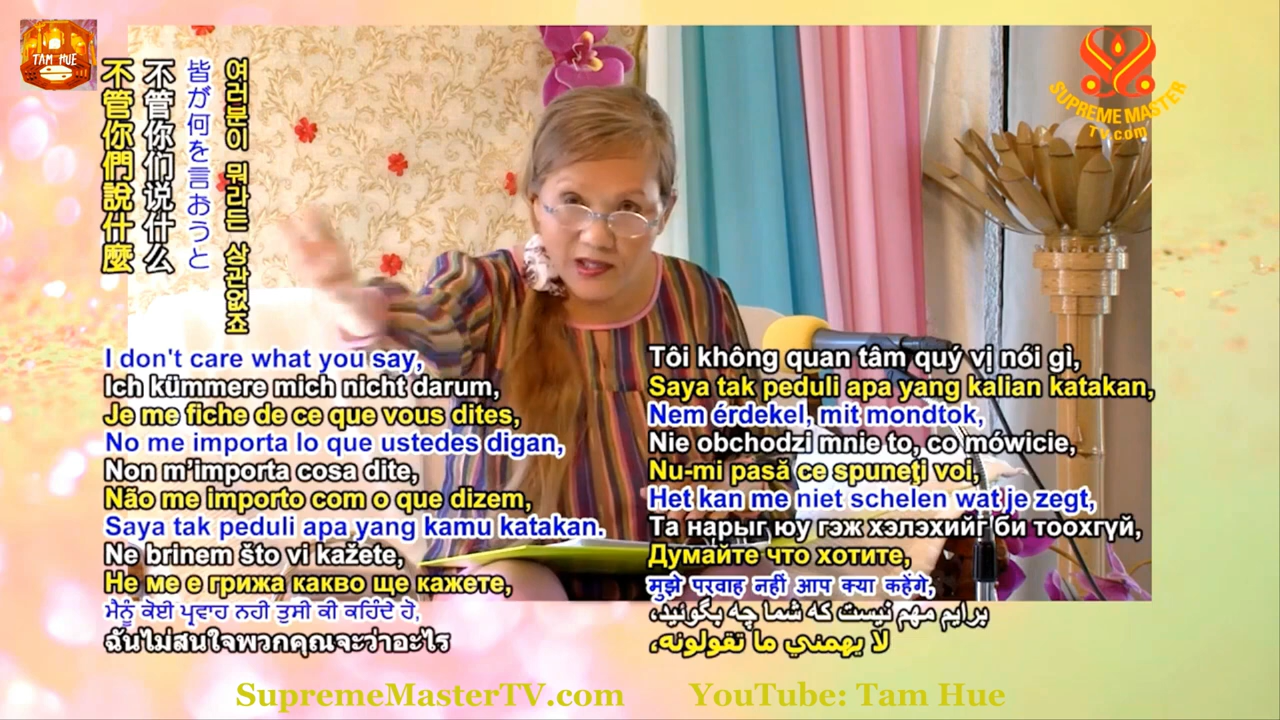 TAM HUE
不管你們說什麼
不管你们说什么
皆が何を言おうと
여러분이 뭐라든 상관없죠
SUPREME MASTER
TV.com
I don't care what you say,
Ich kümmere mich nicht darum,
Je me fiche de ce que vous dites,
No me importa lo que ustedes digan,
Non m'importa cosa dite,
Não me importo com o que dizem,
Saya tak peduli apa yang kamu katakan.
Ne brinem što vi kažete,
Не ме е грижа какво ще кажете,
ਮੈਨੂੰ ਕੋਈ ਪ੍ਰਵਾਹ ਨਹੀ ਤੁਸੀ ਕੀ ਕਹਿੰਦੇ ਹੋ,
ฉันไม่สนใจพวกคุณจะว่าอะไร
Tôi không quan tâm quý vị nói gì,
Saya tak peduli apa yang kalian katakan,
Nem érdekel, mit mondtok,
Nie obchodzi mnie to, co mówicie,
Nu-mi pasă ce spuneţi voi,
Het kan me niet schelen wat je zegt,
Та нарыг юу гэж хэлэхийг би тоохгүй,
Думайте что хотите,
मुझे परवाह नहीं आप क्या कहेंगे,
برایم مهم نیست که شما چه بگوئید،
لا يهمني ما تقولونه،
SupremeMasterTV.com
YouTube: Tam Hue